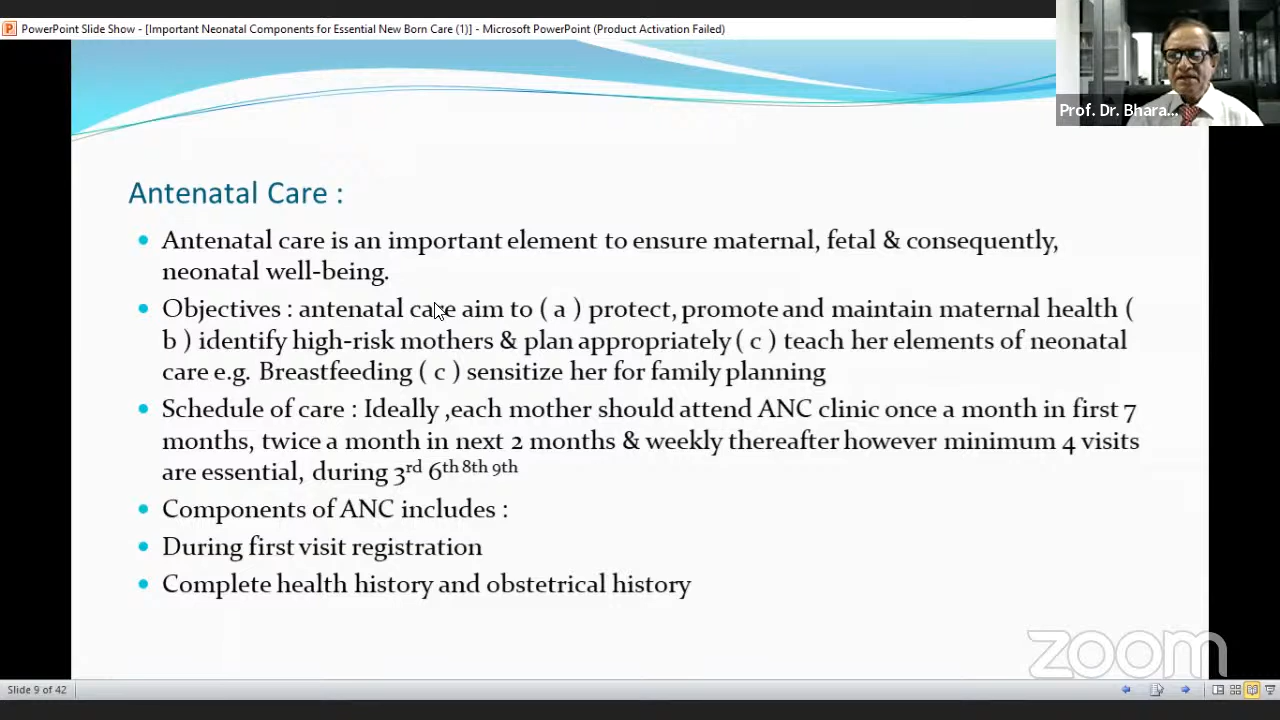 PowerPoint Slide Show - [Important Neonatal Components for Essential New Born Care (1)] - Microsoft PowerPoint (Product Activation Failed)
Prof. Dr. Bhara...
Antenatal Care :
Antenatal care is an important element to ensure maternal, fetal & consequently,
neonatal well-being.
Objectives : antenatal care aim to ( a ) protect, promote and maintain maternal health (
b ) identify high-risk mothers & plan appropriately ( c ) teach her elements of neonatal
care e.g. Breastfeeding ( c ) sensitize her for family planning
Schedule of care : Ideally ,each mother should attend ANC clinic once a month in first 7
months, twice a month in next 2 months & weekly thereafter however minimum 4 visits
are essential, during 3rd 6th 8th 9th
Components of ANC includes :
During first visit registration
Complete health history and obstetrical history
zoom
Slide 9 of 42